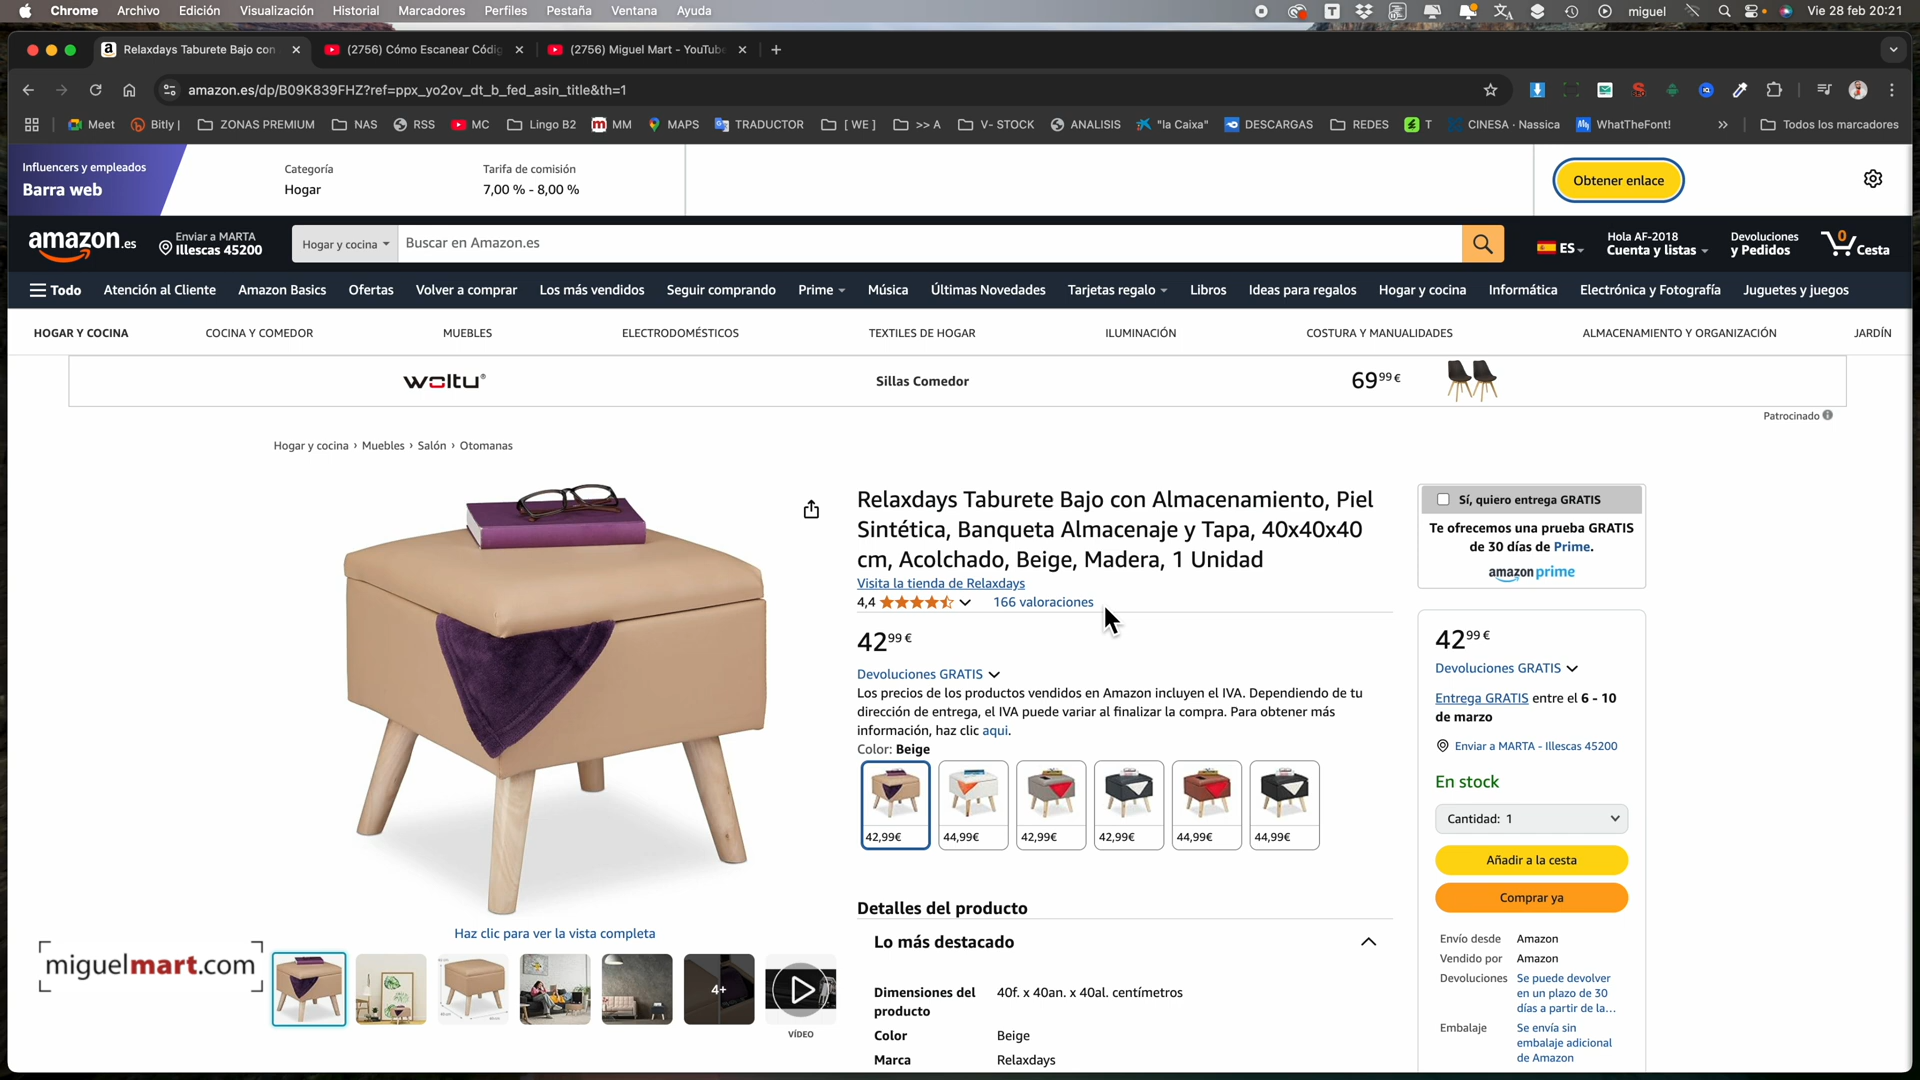 Chrome Archivo Edición Visualización Historial Marcadores Perfiles Pestaña Ventana Ayuda
miguel Vie 28 feb 20:21
Relaxdays Taburete Bajo con
(2756) Cómo Escanear Códig
(2756) Miguel Mart - YouTube
amazon.es/dp/B09K839FHZ?ref=ppx_yo2ov_dt_b_fed_asin_title&th=1
Meet Bitly | ZONAS PREMIUM NAS RSS MC Lingo B2 MM MAPS TRADUCTOR [ WE ] >> A V- STOCK ANALISIS "la Caixa" DESCARGAS REDES T CINESA · Nassica WhatTheFont! » Todos los marcadores
Influencers y empleados
Barra web
Categoría
Hogar
Tarifa de comisión
7,00 % - 8,00 %
Obtener enlace
amazon.es
Enviar a MARTA
Illescas 45200
Hogar y cocina
Buscar en Amazon.es
ES
Hola AF-2018
Cuenta y listas
Devoluciones
y Pedidos
0
Cesta
Todo Atención al Cliente Amazon Basics Ofertas Volver a comprar Los más vendidos Seguir comprando Prime Música Últimas Novedades Tarjetas regalo Libros Ideas para regalos Hogar y cocina Informática Electrónica y Fotografía Juguetes y juegos
HOGAR Y COCINA COCINA Y COMEDOR MUEBLES ELECTRODOMÉSTICOS TEXTILES DE HOGAR ILUMINACIÓN COSTURA Y MANUALIDADES ALMACENAMIENTO Y ORGANIZACIÓN JARDÍN
woltu® Sillas Comedor 69⁹⁹€
Patrocinado
Hogar y cocina › Muebles › Salón › Otomanas
Relaxdays Taburete Bajo con Almacenamiento, Piel
Sintética, Banqueta Almacenaje y Tapa, 40x40x40
cm, Acolchado, Beige, Madera, 1 Unidad
Visita la tienda de Relaxdays
4,4 166 valoraciones
42⁹⁹€
Devoluciones GRATIS
Los precios de los productos vendidos en Amazon incluyen el IVA. Dependiendo de tu
dirección de entrega, el IVA puede variar al finalizar la compra. Para obtener más
información, haz clic aqui.
Color: Beige
42,99€ 44,99€ 42,99€ 42,99€ 44,99€ 44,99€
Detalles del producto
Lo más destacado
Dimensiones del
producto
40f. x 40an. x 40al. centímetros
Color Beige
Marca Relaxdays
Haz clic para ver la vista completa
4+
VÍDEO
miguelmart.com
Sí, quiero entrega GRATIS
Te ofrecemos una prueba GRATIS
de 30 días de Prime.
amazon prime
42⁹⁹€
Devoluciones GRATIS
Entrega GRATIS entre el 6 - 10
de marzo
Enviar a MARTA - Illescas 45200
En stock
Cantidad: 1
Añadir a la cesta
Comprar ya
Envío desde Amazon
Vendido por Amazon
Devoluciones Se puede devolver
en un plazo de 30
días a partir de la...
Embalaje Se envía sin
embalaje adicional
de Amazon